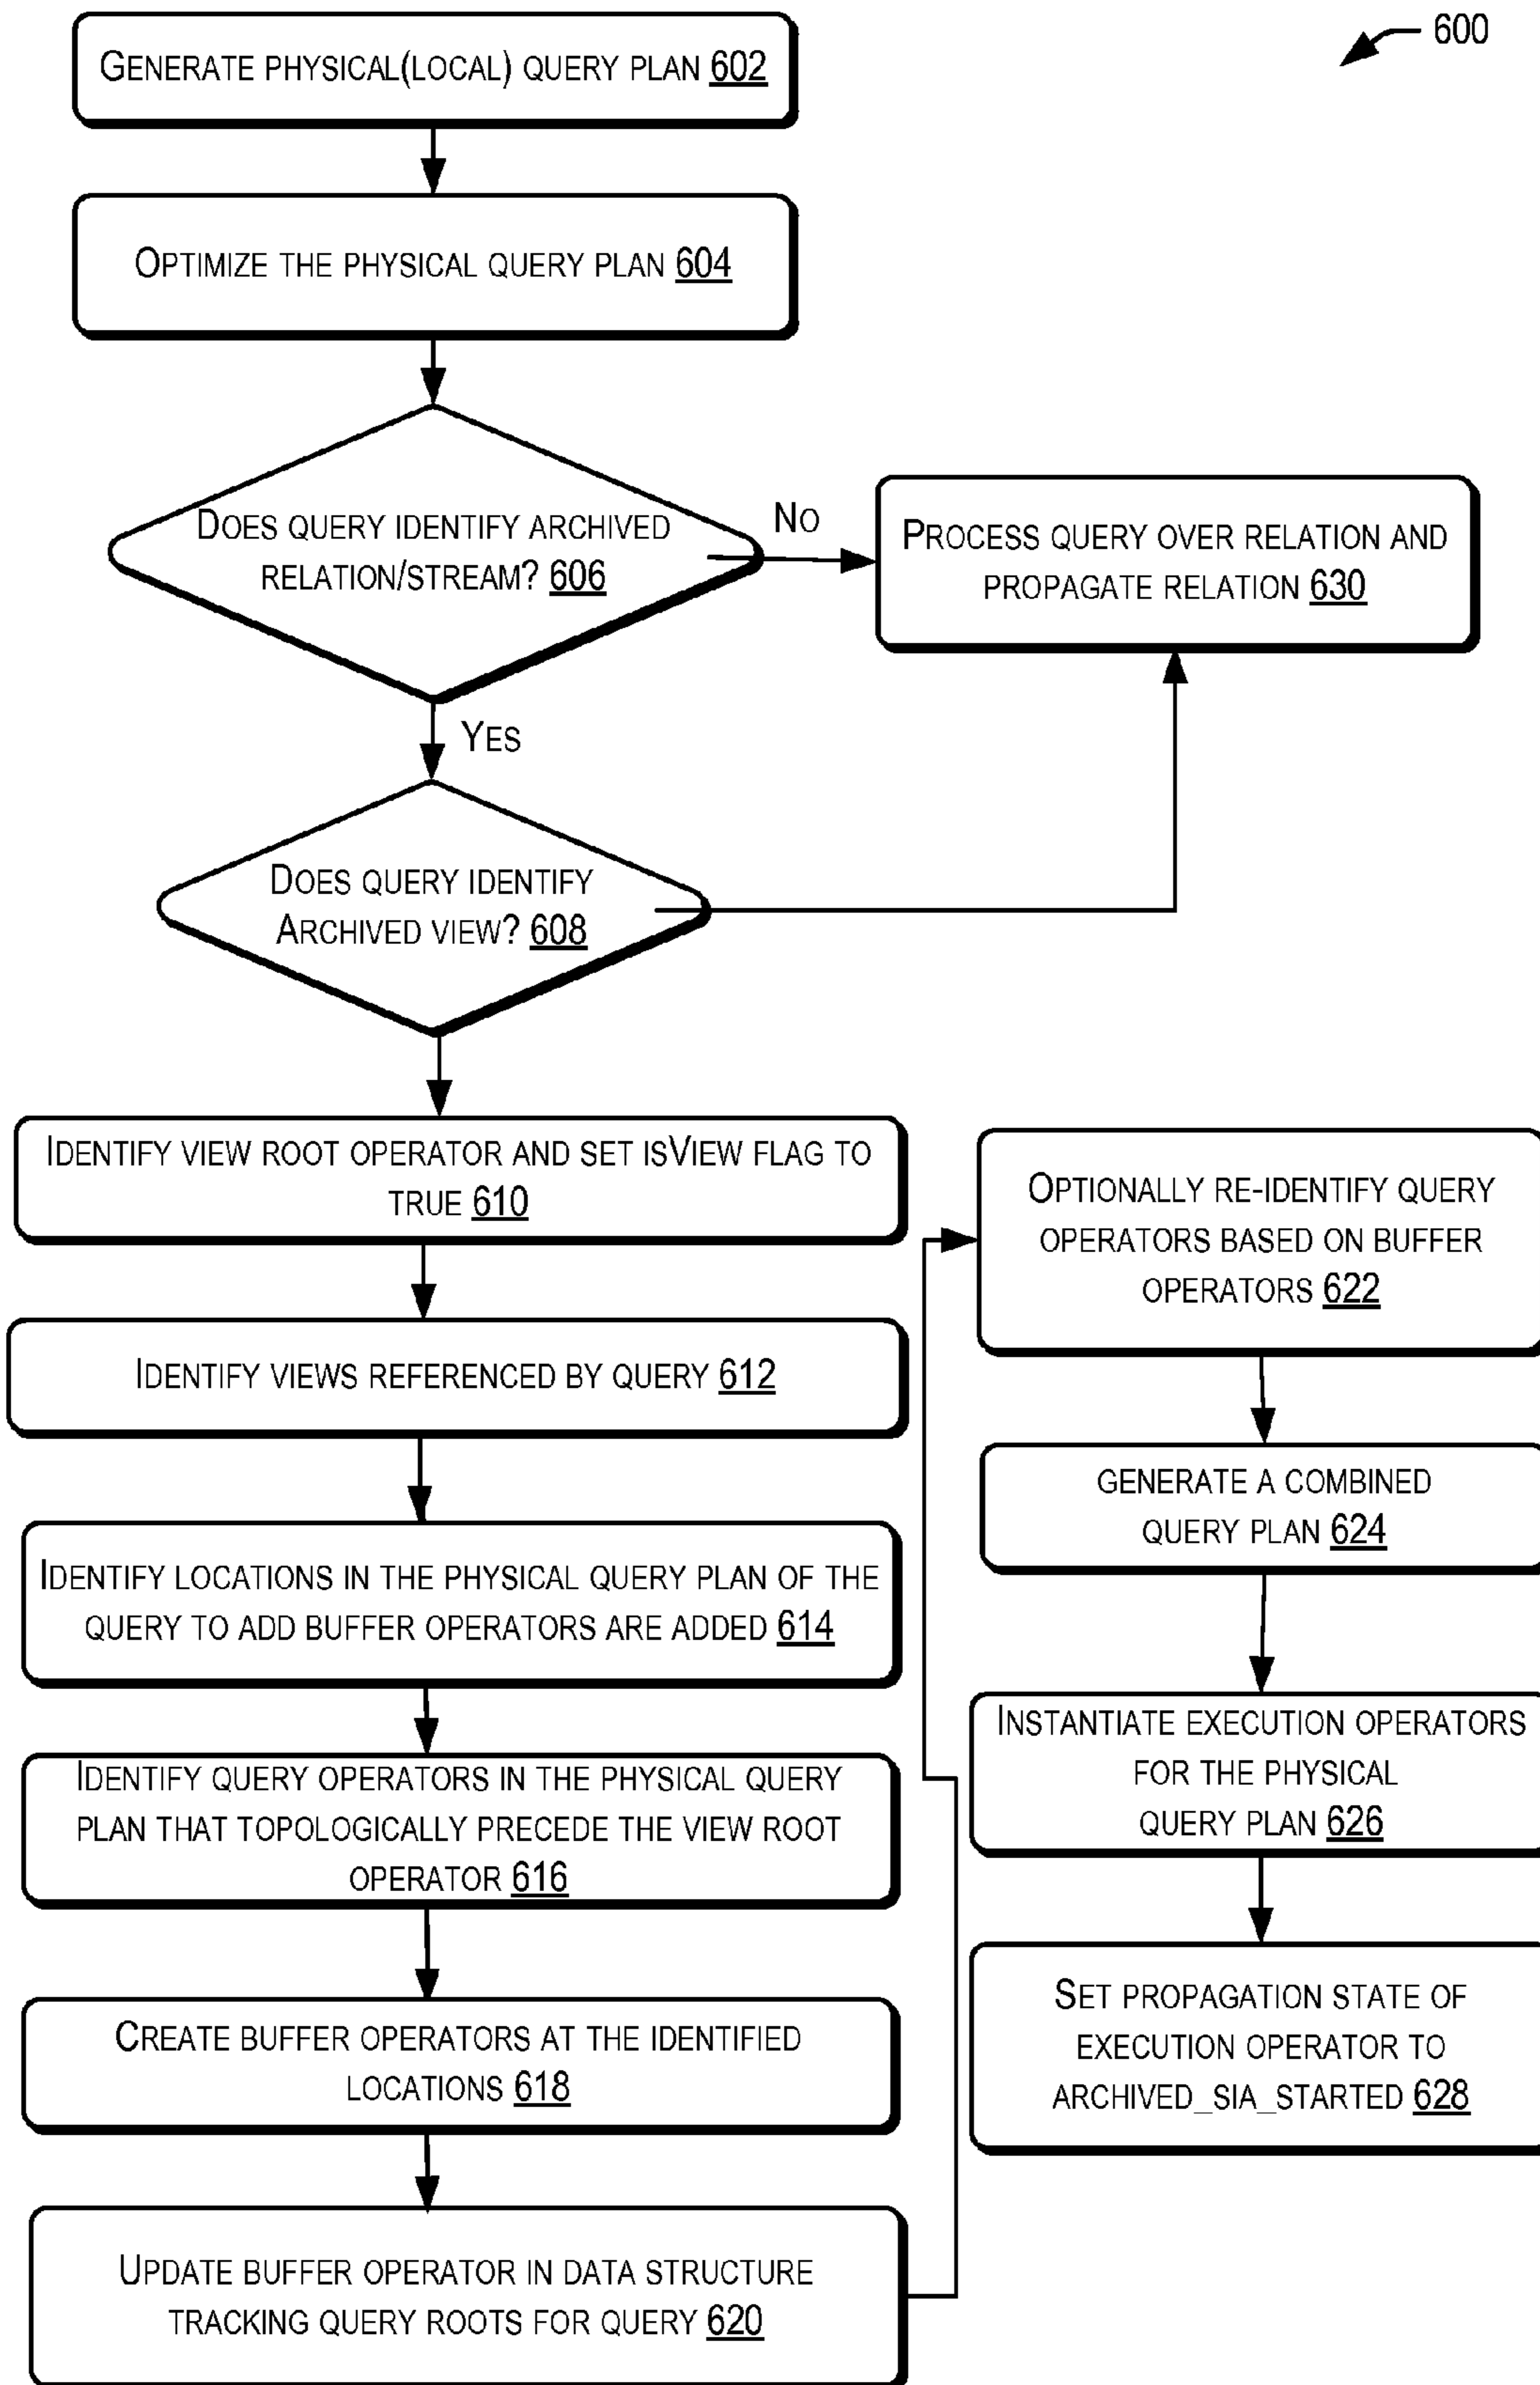 600
GENERATE PHYSICAL(LOCAL) QUERY PLAN 602
OPTIMIZE THE PHYSICAL QUERY PLAN 604
DOES QUERY IDENTIFY ARCHIVED
RELATION/STREAM? 606
NO
PROCESS QUERY OVER RELATION AND
PROPAGATE RELATION 630
YES
DOES QUERY IDENTIFY
ARCHIVED VIEW? 608
IDENTIFY VIEW ROOT OPERATOR AND SET ISVIEW FLAG TO
TRUE 610
IDENTIFY VIEWS REFERENCED BY QUERY 612
IDENTIFY LOCATIONS IN THE PHYSICAL QUERY PLAN OF THE
QUERY TO ADD BUFFER OPERATORS ARE ADDED 614
IDENTIFY QUERY OPERATORS IN THE PHYSICAL QUERY
PLAN THAT TOPOLOGICALLY PRECEDE THE VIEW ROOT
OPERATOR 616
CREATE BUFFER OPERATORS AT THE IDENTIFIED
LOCATIONS 618
UPDATE BUFFER OPERATOR IN DATA STRUCTURE
TRACKING QUERY ROOTS FOR QUERY 620
OPTIONALLY RE-IDENTIFY QUERY
OPERATORS BASED ON BUFFER
OPERATORS 622
GENERATE A COMBINED
QUERY PLAN 624
INSTANTIATE EXECUTION OPERATORS
FOR THE PHYSICAL
QUERY PLAN 626
SET PROPAGATION STATE OF
EXECUTION OPERATOR TO
ARCHIVED_SIA_STARTED 628